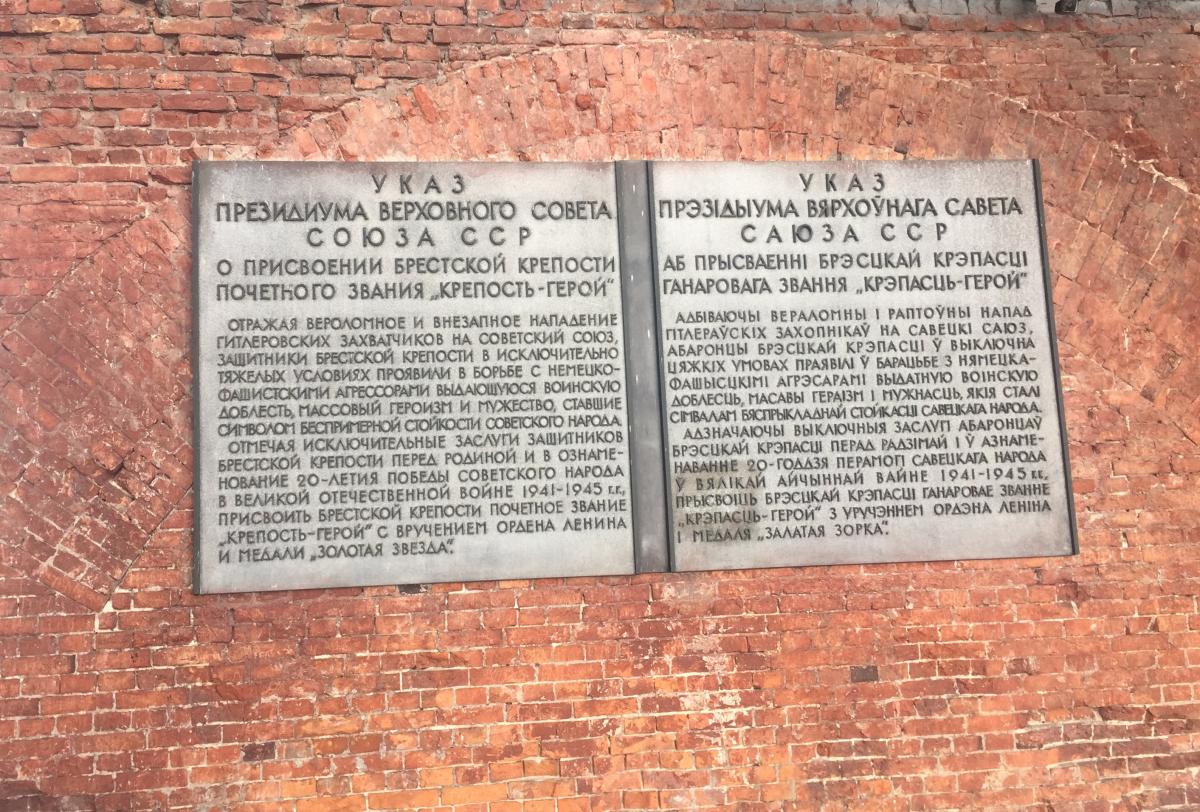 УКАЗ
ПРЕЗИДИУМА ВЕРХОВНОГО СОВЕТА
СОЮЗА ССР
О ПРИСВОЕНИИ БРЕСТСКОЙ КРЕПОСТИ
ПОЧЕТНОГО ЗВАНИЯ „КРЕПОСТЬ-ГЕРОЙ"
ОТРАЖАЯ ВЕРОЛОМНОЕ И ВНЕЗАПНОЕ НАПАДЕНИЕ
ГИТЛЕРОВСКИХ ЗАХВАТЧИКОВ НА СОВЕТСКИЙ СОЮЗ,
ЗАЩИТНИКИ БРЕСТСКОЙ КРЕПОСТИ В ИСКЛЮЧИТЕЛЬНО
ТЯЖЕЛЫХ УСЛОВИЯХ ПРОЯВИЛИ В БОРЬБЕ С НЕМЕЦКО-
ФАШИСТСКИМИ АГРЕССОРАМИ ВЫДАЮЩУЮСЯ ВОИНСКУЮ
ДОБЛЕСТЬ, МАССОВЫЙ ГЕРОИЗМ И МУЖЕСТВО, СТАВШИЕ
СИМВОЛОМ БЕСПРИМЕРНОЙ СТОЙКОСТИ СОВЕТСКОГО НАРОДА.
ОТМЕЧАЯ ИСКЛЮЧИТЕЛЬНЫЕ ЗАСЛУГИ ЗАЩИТНИКОВ
БРЕСТСКОЙ КРЕПОСТИ ПЕРЕД РОДИНОЙ И В ОЗНАМЕ-
НОВАНИЕ 20-ЛЕТИЯ ПОБЕДЫ СОВЕТСКОГО НАРОДА
В ВЕЛИКОЙ ОТЕЧЕСТВЕННОЙ ВОЙНЕ 1941-1945 г.г.,
ПРИСВОИТЬ БРЕСТСКОЙ КРЕПОСТИ ПОЧЕТНОЕ ЗВАНИЕ
„КРЕПОСТЬ-ГЕРОЙ" С ВРУЧЕНИЕМ ОРДЕНА ЛЕНИНА
И МЕДАЛИ „ЗОЛОТАЯ ЗВЕЗДА".
УКАЗ
ПРЭЗІДЫУМА ВЯРХОЎНАГА САВЕТА
САЮЗА ССР
АБ ПРЫСВАЕННІ БРЭСЦКАЙ КРЭПАСЦІ
ГАНАРОВАГА ЗВАННЯ „КРЭПАСЦЬ-ГЕРОЙ"
АДБІВАЮЧЫ ВЕРАЛОМНЫ І РАПТОЎНЫ НАПАД
ГІТЛЕРАЎСКІХ ЗАХОПНІКАЎ НА САВЕЦКІ САЮЗ,
АБАРОНЦЫ БРЭСЦКАЙ КРЭПАСЦІ Ў ВЫКЛЮЧНА
ЦЯЖКІХ УМОВАХ ПРАЯВІЛІ Ў БАРАЦЬБЕ З НЯМЕЦКА-
ФАШЫСЦКІМІ АГРЭСАРАМІ ВЫДАТНУЮ ВОІНСКУЮ
ДОБЛЕСЦЬ, МАСАВЫ ГЕРАІЗМ І МУЖНАСЦЬ, ЯКІЯ СТАЛІ
СІМВАЛАМ БЯСПРЫКЛАДНАЙ СТОЙКАСЦІ САВЕЦКАГА НАРОДА.
АДЗНАЧАЮЧЫ ВЫКЛЮЧНЫЯ ЗАСЛУГІ АБАРОНЦАЎ
БРЭСЦКАЙ КРЭПАСЦІ ПЕРАД РАДЗІМАЙ І Ў АЗНАМЕ-
НАВАННЕ 20-ГОДДЗЯ ПЕРАМОГІ САВЕЦКАГА НАРОДА
Ў ВЯЛІКАЙ АЙЧЫННАЙ ВАЙНЕ 1941-1945 г.г.,
ПРЫСВОІЦЬ БРЭСЦКАЙ КРЭПАСЦІ ГАНАРОВАЕ ЗВАННЕ
„КРЭПАСЦЬ-ГЕРОЙ" З УРУЧЭННЕМ ОРДЭНА ЛЕНІНА
І МЕДАЛЯ „ЗАЛАТАЯ ЗОРКА".